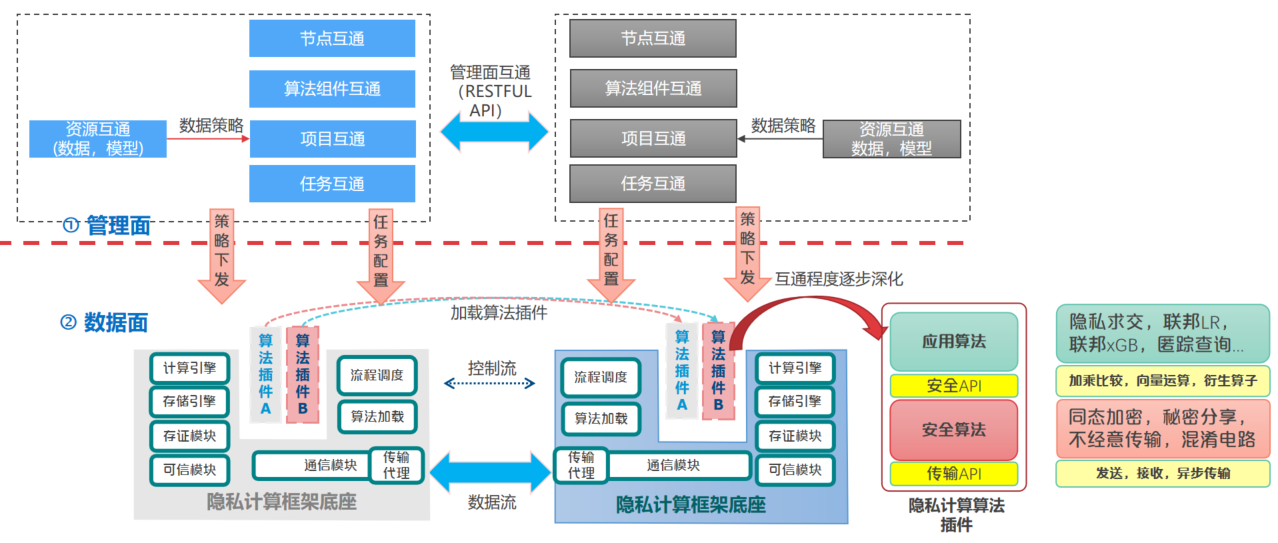 节点互通
算法组件互通
资源互通
(数据，模型)
数据策略
项目互通
任务互通
管理面互通
（RESTFUL
API）
节点互通
算法组件互通
项目互通
数据策略
资源互通
数据，模型
任务互通
① 管理面
策略下发
任务配置
任务配置
策略下发
② 数据面
加载算法插件
互通程度逐步深化
算法插件A
算法插件B
计算引擎
存储引擎
存证模块
可信模块
流程调度
算法加载
通信模块
传输
代理
隐私计算框架底座
控制流
数据流
算法插件A
算法插件B
流程调度
算法加载
计算引擎
存储引擎
存证模块
可信模块
传输
代理
通信模块
隐私计算框架底座
应用算法
安全API
安全算法
传输API
隐私计算算法
插件
隐私求交，联邦LR，
联邦xGB，匿踪查询...
加乘比较，向量运算，衍生算子
同态加密，秘密分享，
不经意传输，混淆电路
发送，接收，异步传输